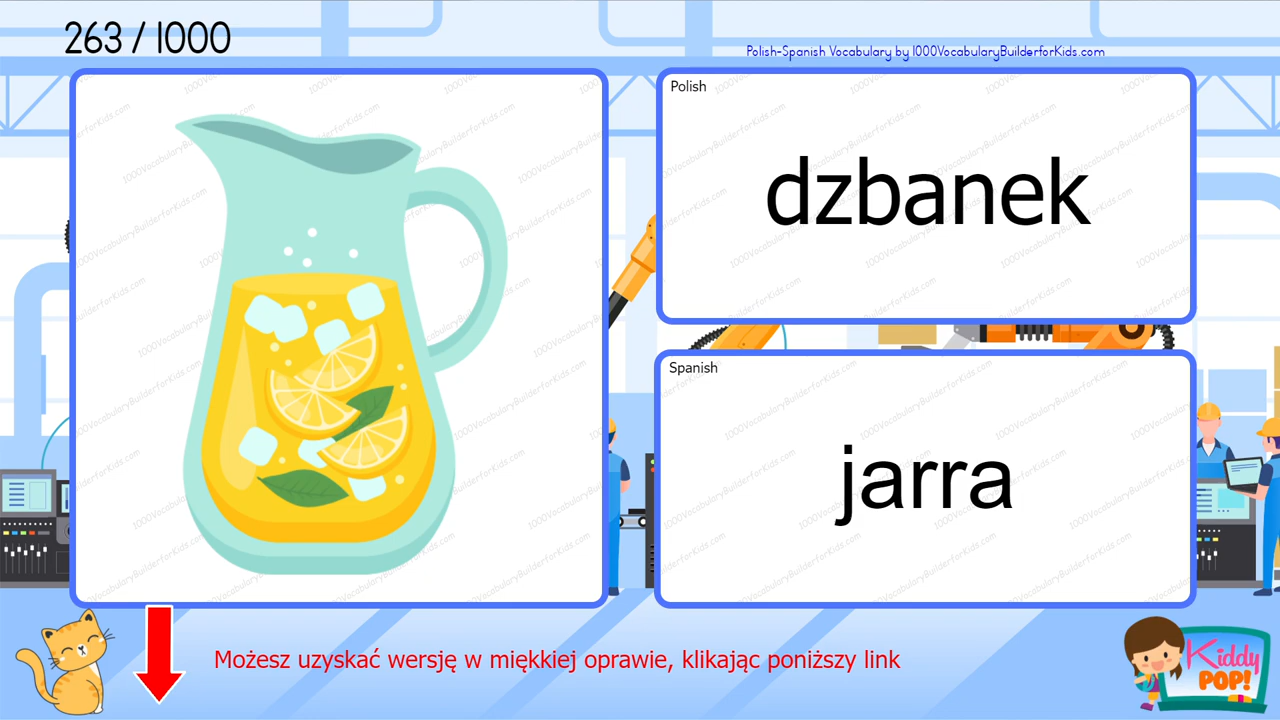 263 / 1000
Polish-Spanish Vocabulary by 1000VocabularyBuilderforKids.com
Polish
dzbanek
Spanish
jarra
Możesz uzyskać wersję w miękkiej oprawie, klikając poniższy link
Kiddy
POP!